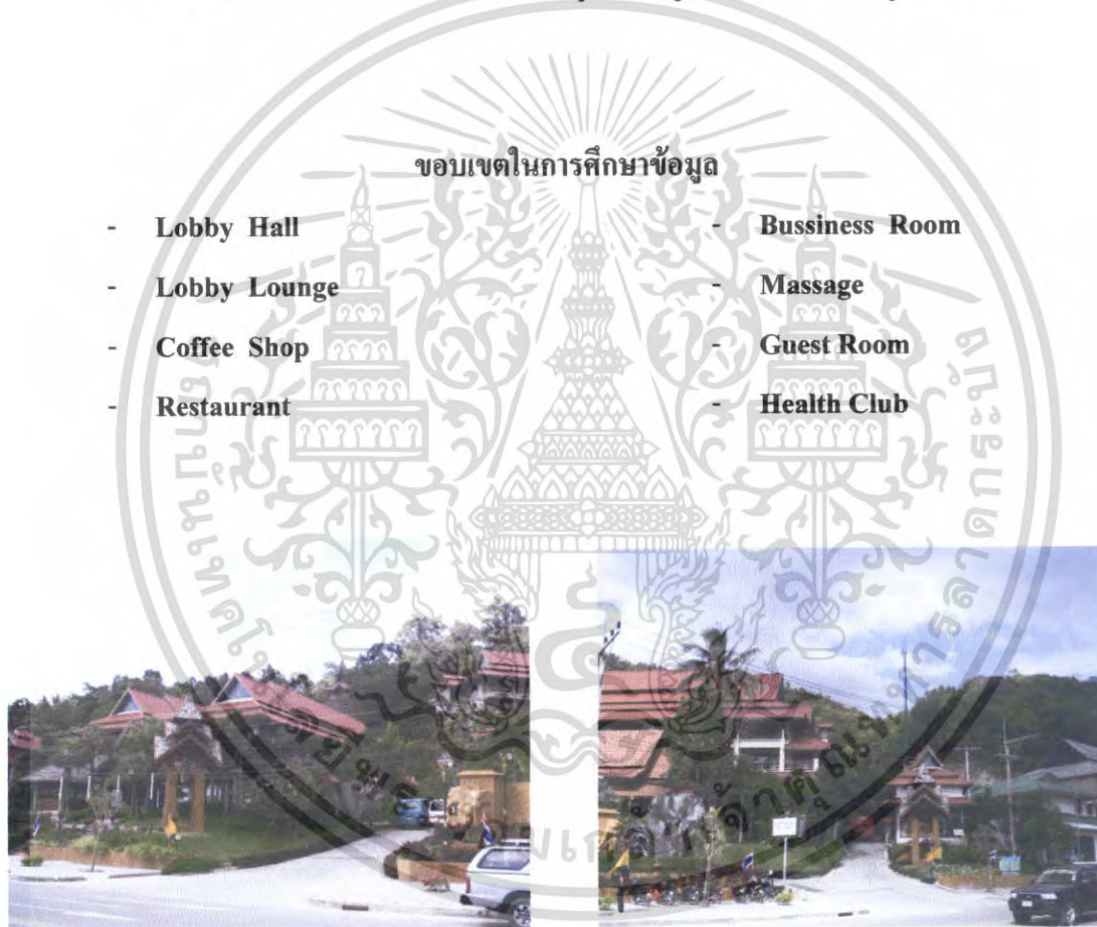 ขอบเขตในการศึกษาข้อมูล
- Lobby Hall
- Lobby Lounge
- Coffee Shop
- Restaurant
- Bussiness Room
- Massage
- Guest Room
- Health Club